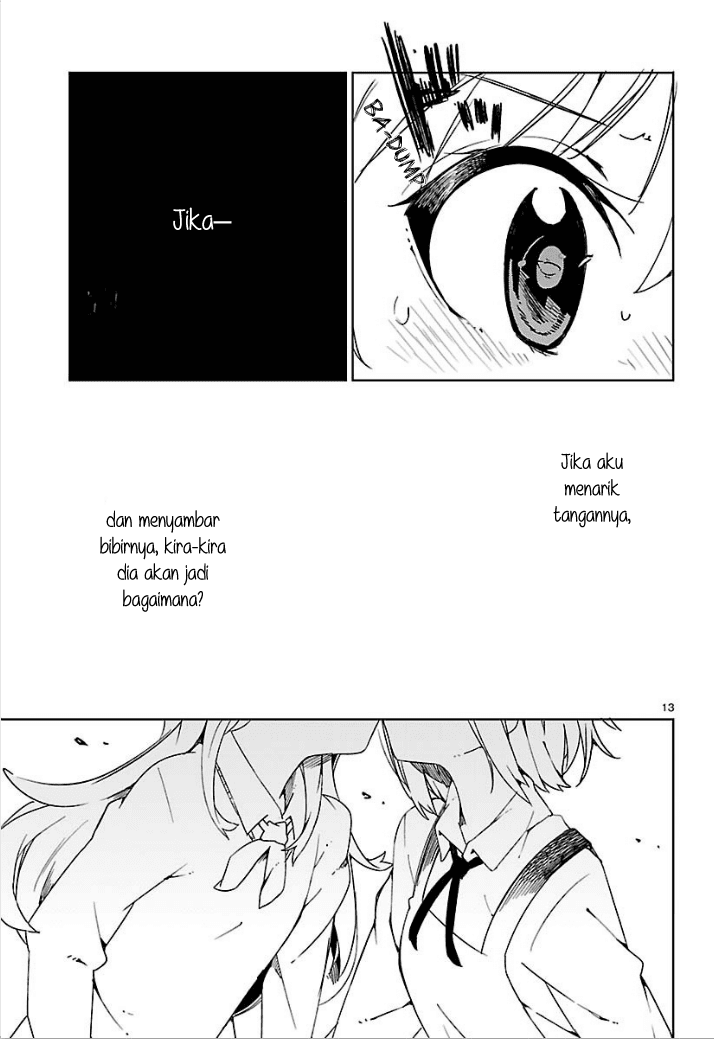 BA-DUMP
Jika—
Jika aku
menarik
tangannya,
dan menyambar
bibirnya, kira-kira
dia akan jadi
bagaimana?
13